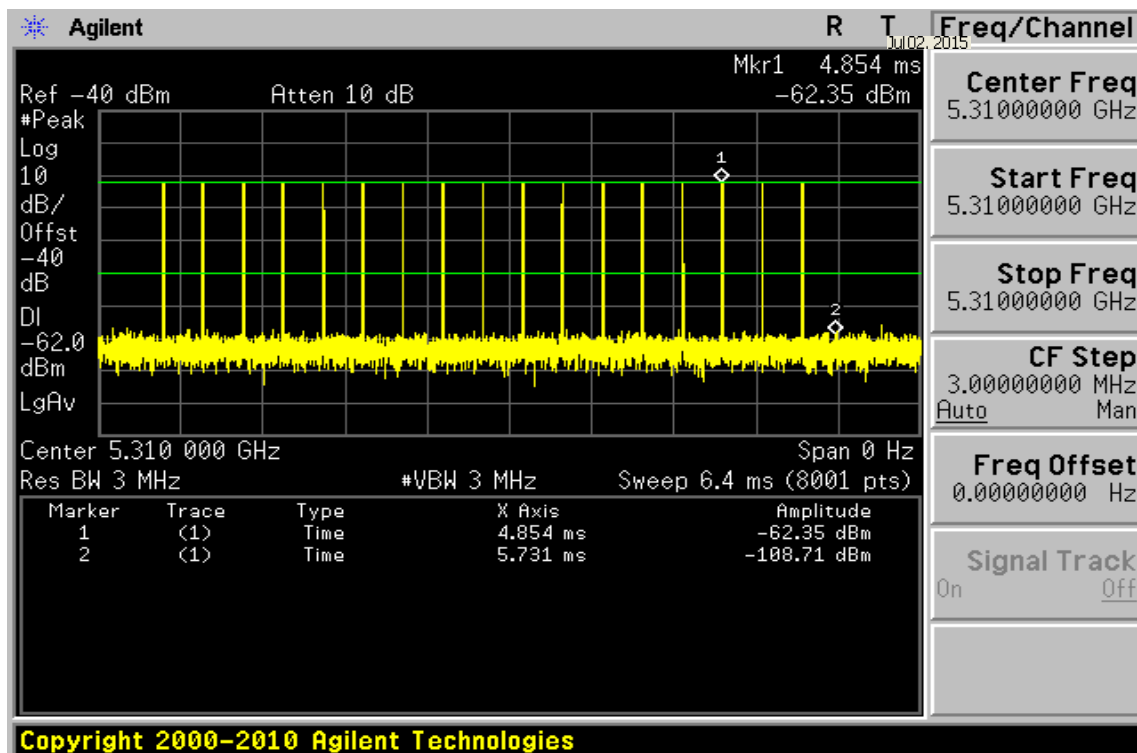 Agilent R T Freq/Channel
Jul 02, 2015
Mkr1 4.854 ms
Ref -40 dBm Atten 10 dB -62.35 dBm
#Peak
Log
10
dB/
Offst
-40
dB
DI
-62.0
dBm
LgAv
1
2
Center 5.310 000 GHz Span 0 Hz
Res BW 3 MHz #VBW 3 MHz Sweep 6.4 ms (8001 pts)
Marker Trace Type X Axis Amplitude
1 (1) Time 4.854 ms -62.35 dBm
2 (1) Time 5.731 ms -108.71 dBm
Center Freq
5.31000000 GHz
Start Freq
5.31000000 GHz
Stop Freq
5.31000000 GHz
CF Step
3.00000000 MHz
Auto Man
Freq Offset
0.00000000 Hz
Signal Track
On Off
Copyright 2000-2010 Agilent Technologies